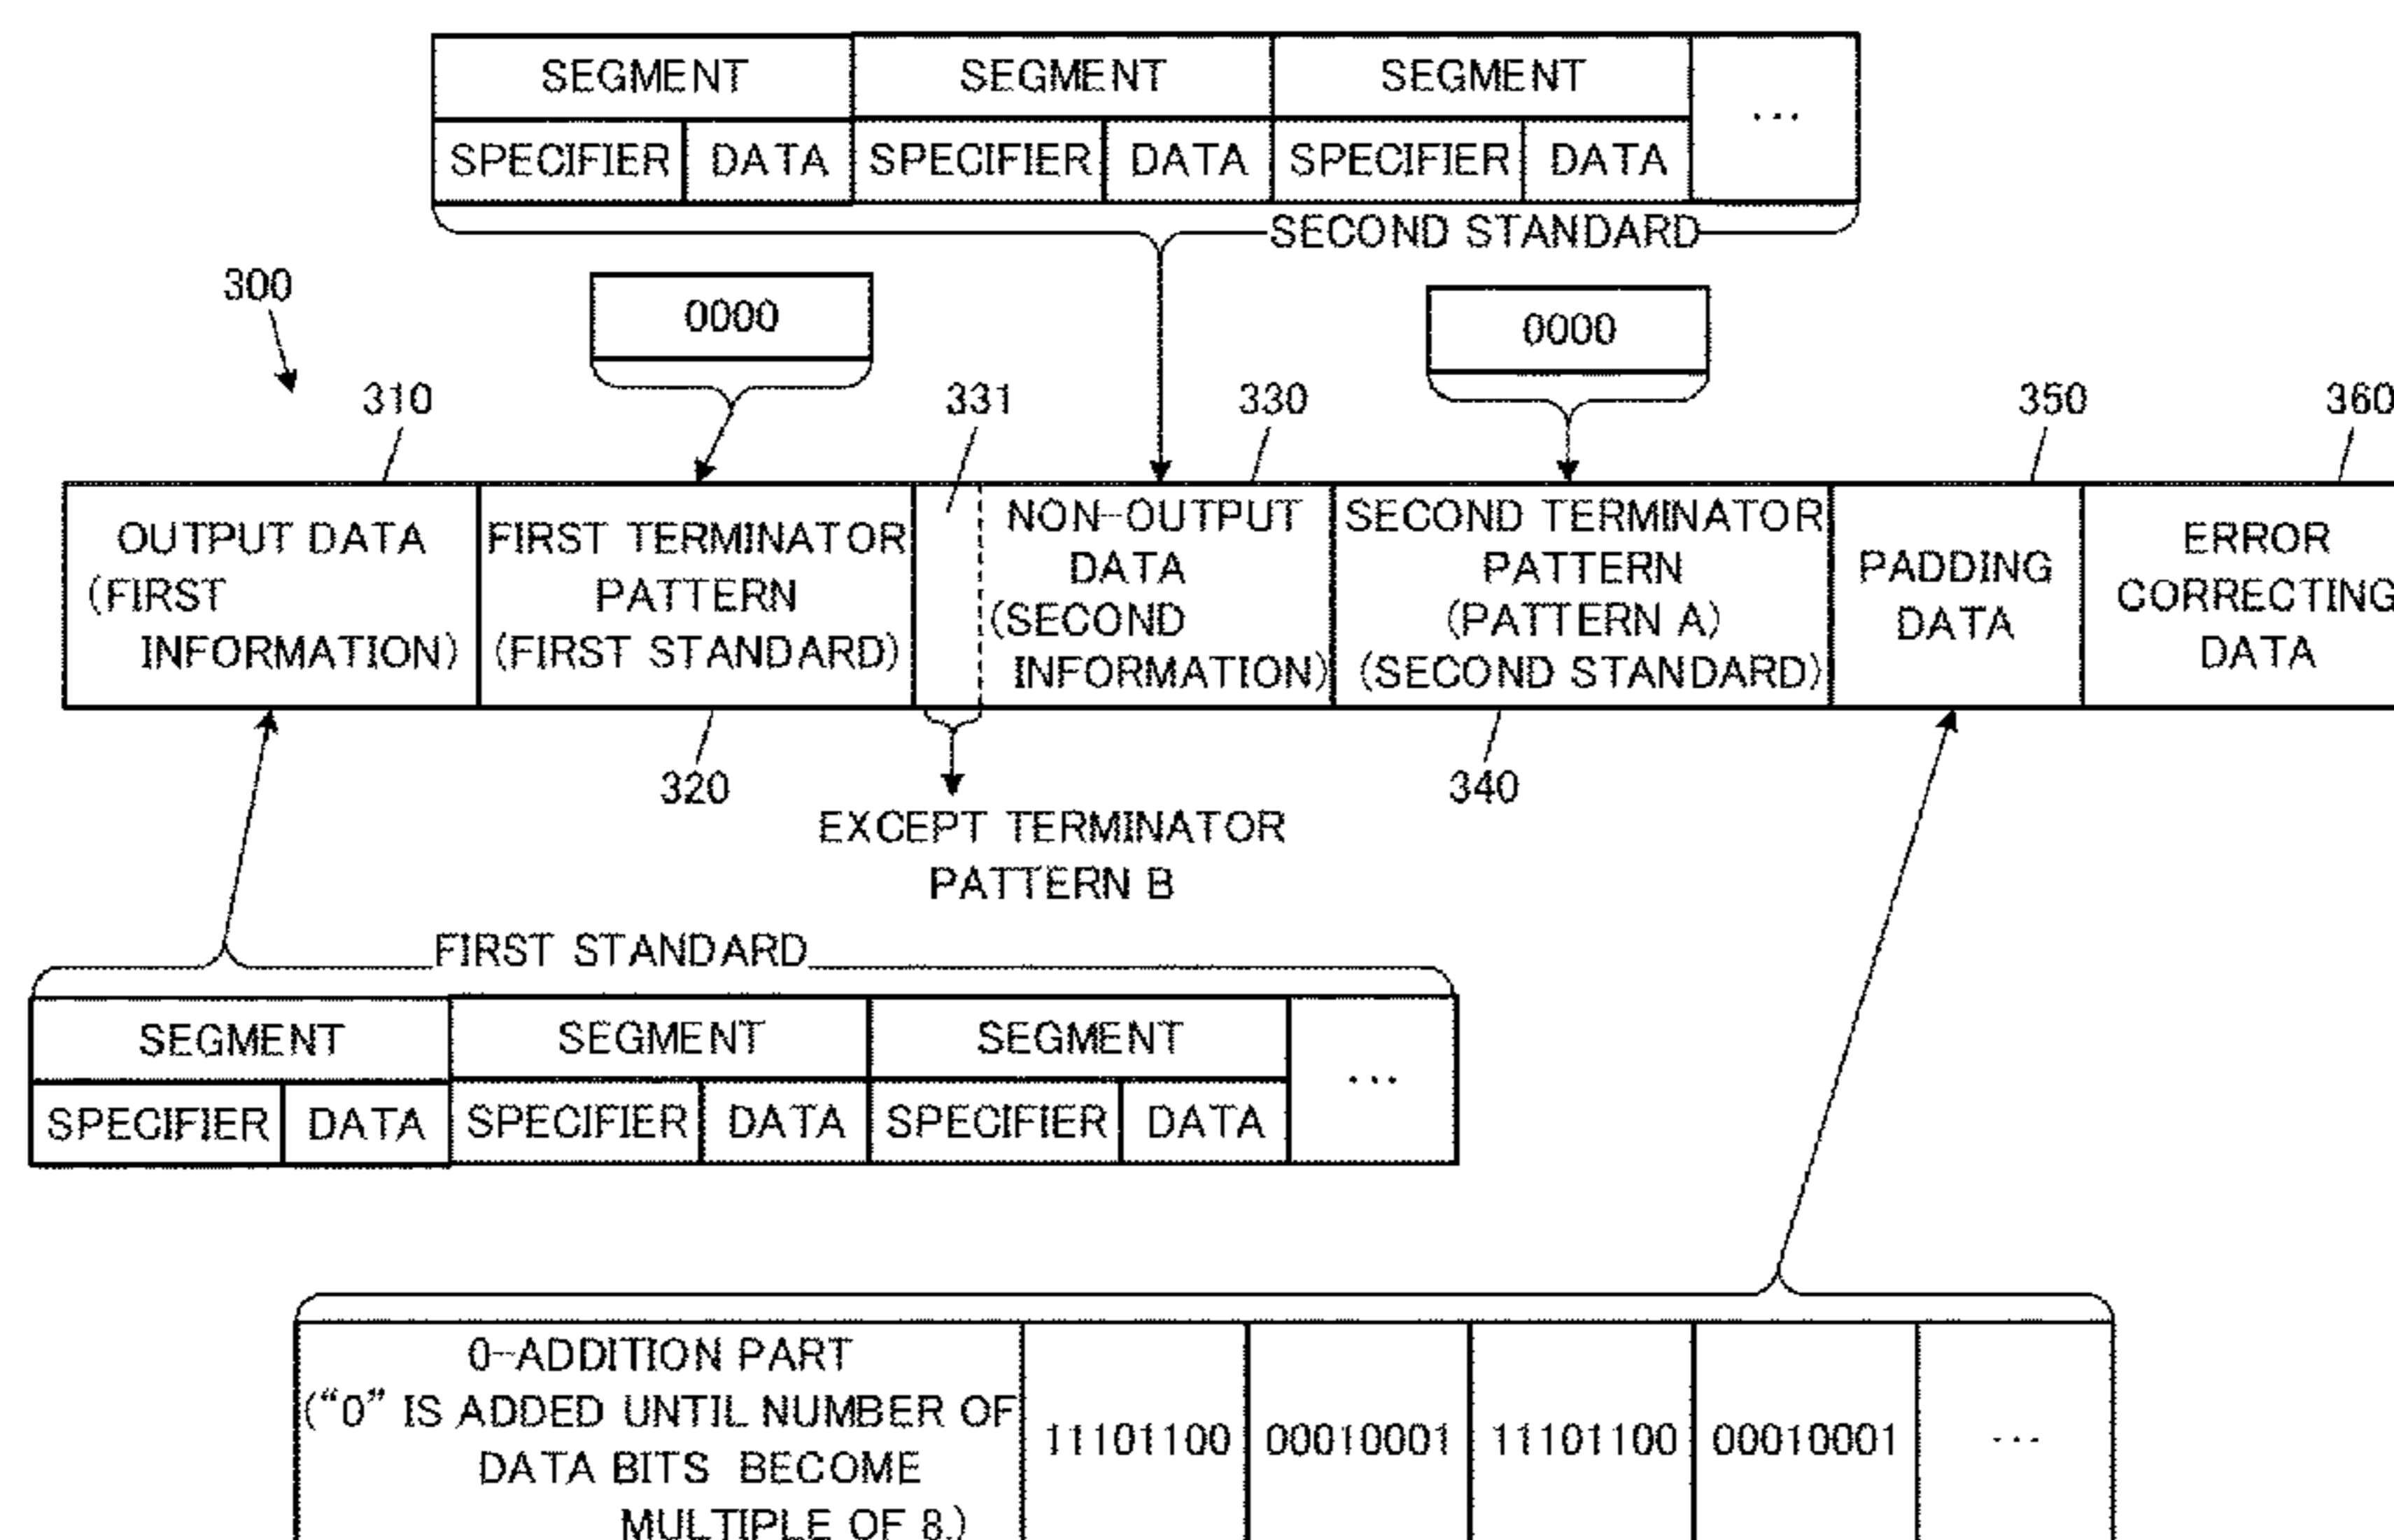 SEGMENT SEGMENT SEGMENT ...
SPECIFIER DATA SPECIFIER DATA SPECIFIER DATA
SECOND STANDARD
300
0000
0000
310
331
330
350
360
OUTPUT DATA
(FIRST
INFORMATION)
FIRST TERMINATOR
PATTERN
(FIRST STANDARD)
NON-OUTPUT
DATA
(SECOND
INFORMATION)
SECOND TERMINATOR
PATTERN
(PATTERN A)
(SECOND STANDARD)
PADDING
DATA
ERROR
CORRECTING
DATA
320
340
EXCEPT TERMINATOR
PATTERN B
FIRST STANDARD
SEGMENT SEGMENT SEGMENT ...
SPECIFIER DATA SPECIFIER DATA SPECIFIER DATA
0-ADDITION PART
("0" IS ADDED UNTIL NUMBER OF
DATA BITS BECOME
MULTIPLE OF 8.)
11101100 00010001 11101100 00010001 ...